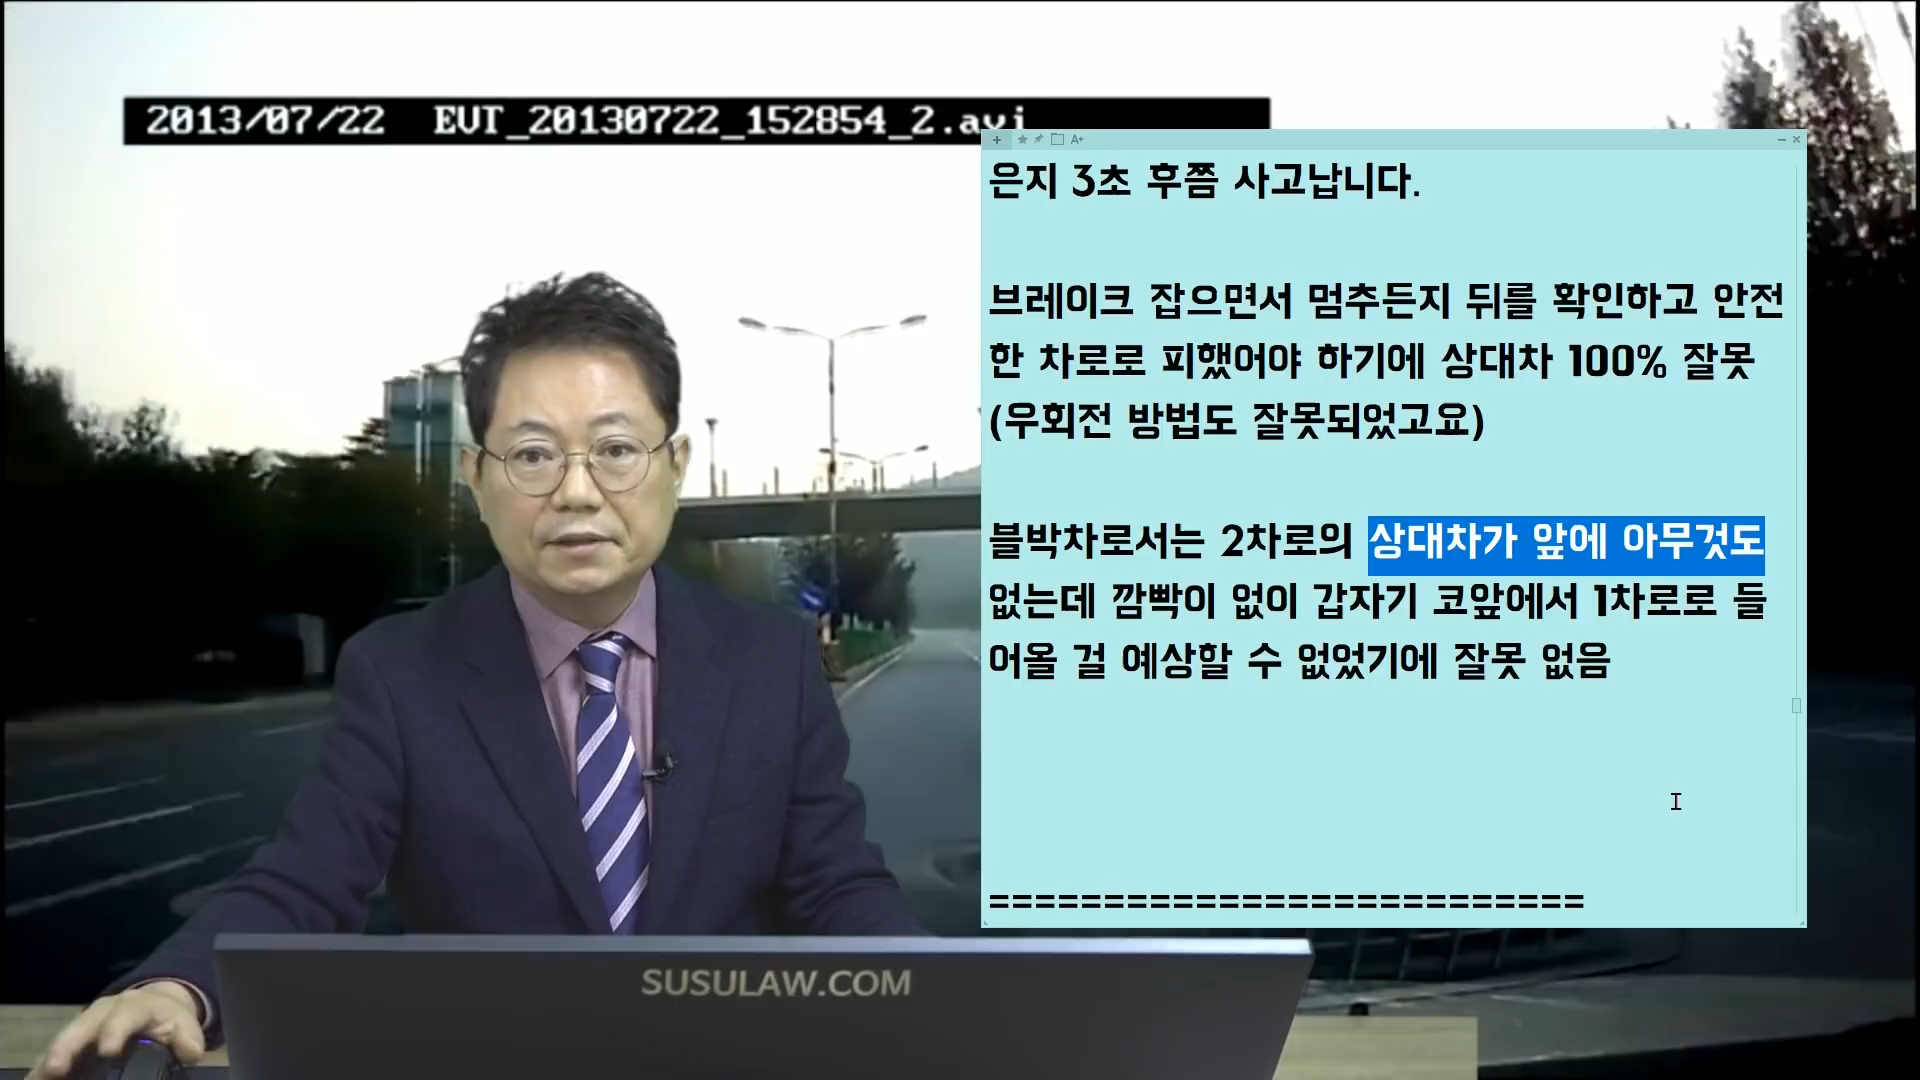 2013/07/22 EVT_20130722_152854_2.avi
은지 3초 후쯤 사고납니다.
브레이크 잡으면서 멈추든지 뒤를 확인하고 안전
한 차로로 피했어야 하기에 상대차 100% 잘못
(우회전 방법도 잘못되었고요)
블박차로서는 2차로의 상대차가 앞에 아무것도
없는데 깜빡이 없이 갑자기 코앞에서 1차로로 들
어올 걸 예상할 수 없었기에 잘못 없음
==========================
SUSULAW.COM